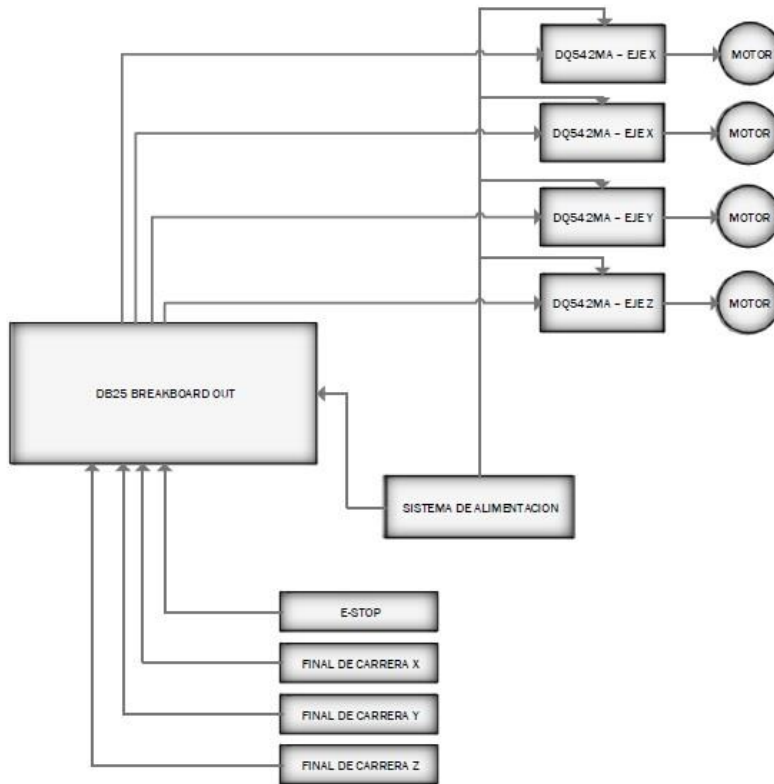 DQ542MA – EJE X
MOTOR
DQ542MA – EJE X
MOTOR
DQ542MA – EJE Y
MOTOR
DQ542MA – EJE Z
MOTOR
DB25 BREAKBOARD OUT
SISTEMA DE ALIMENTACION
E-STOP
FINAL DE CARRERA X
FINAL DE CARRERA Y
FINAL DE CARRERA Z